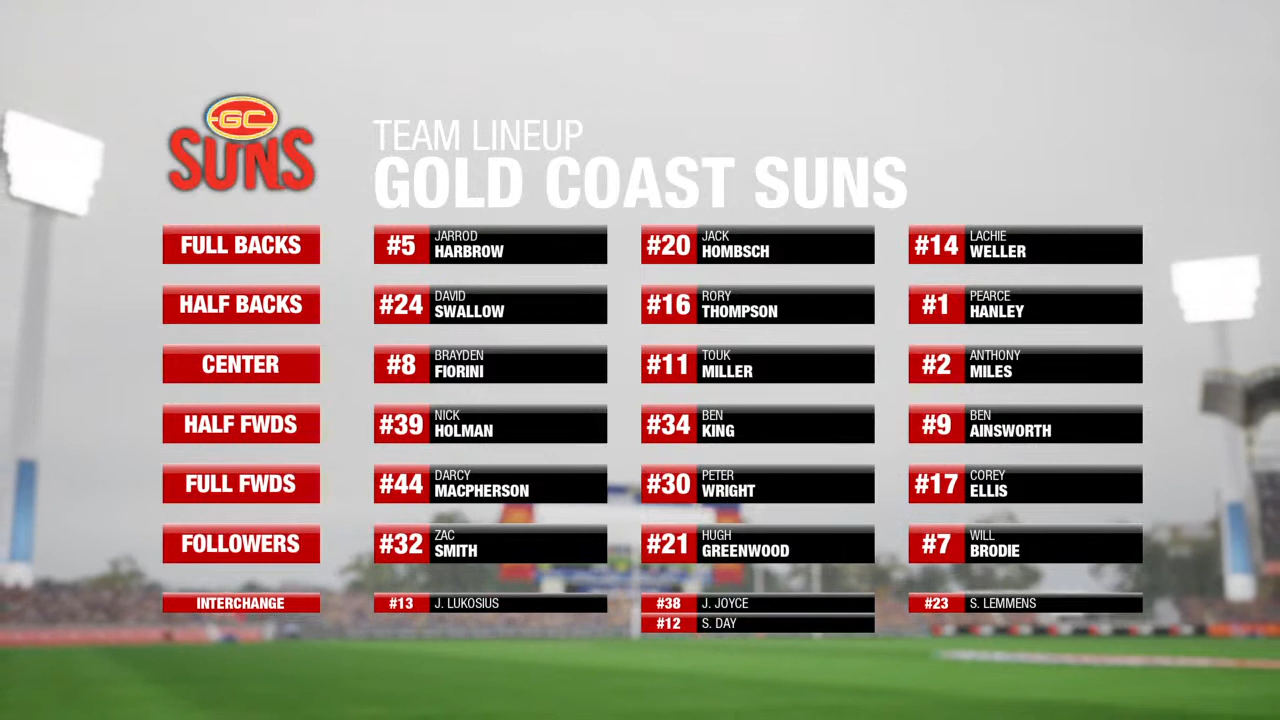 GC
SUNS
TEAM LINEUP
GOLD COAST SUNS
FULL BACKS
#5 JARROD HARBROW
#20 JACK HOMBSCH
#14 LACHIE WELLER
HALF BACKS
#24 DAVID SWALLOW
#16 RORY THOMPSON
#1 PEARCE HANLEY
CENTER
#8 BRAYDEN FIORINI
#11 TOUK MILLER
#2 ANTHONY MILES
HALF FWDS
#39 NICK HOLMAN
#34 BEN KING
#9 BEN AINSWORTH
FULL FWDS
#44 DARCY MACPHERSON
#30 PETER WRIGHT
#17 COREY ELLIS
FOLLOWERS
#32 ZAC SMITH
#21 HUGH GREENWOOD
#7 WILL BRODIE
INTERCHANGE
#13 J. LUKOSIUS
#38 J. JOYCE
#23 S. LEMMENS
#12 S. DAY